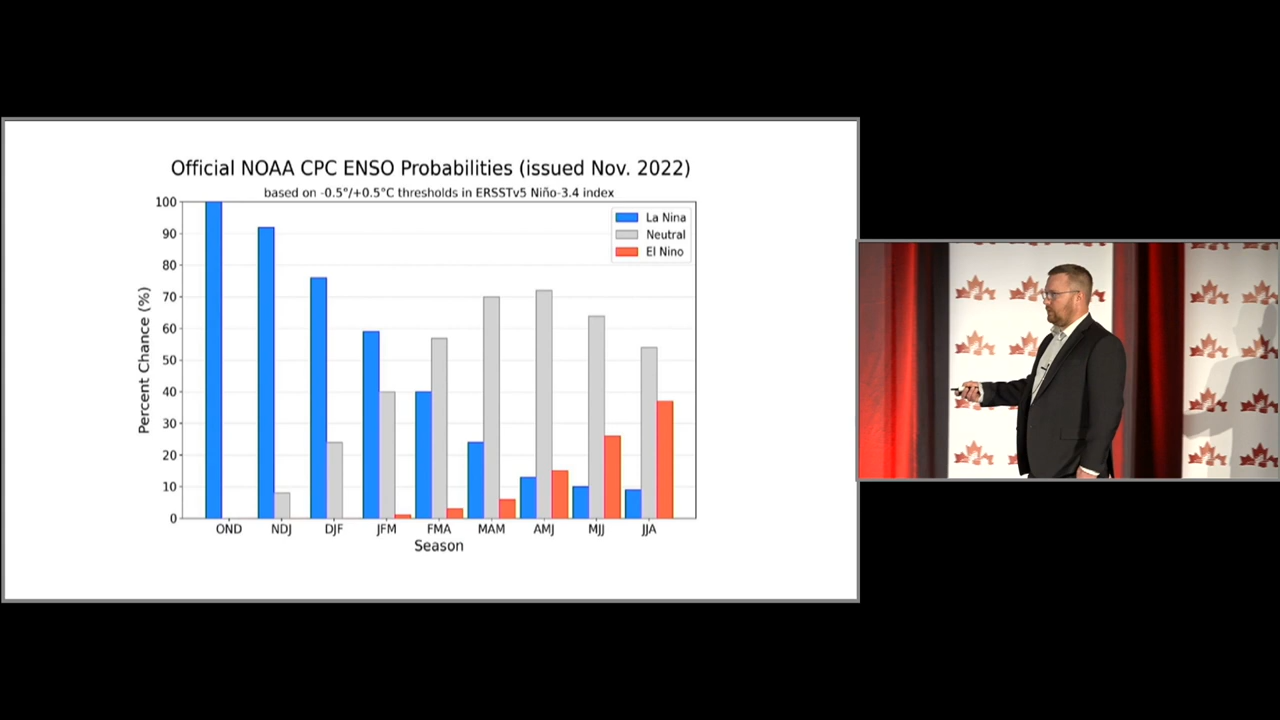 Official NOAA CPC ENSO Probabilities (issued Nov. 2022)
based on -0.5°/+0.5°C thresholds in ERSSTv5 Niño-3.4 index
100
90
80
70
60
50
40
30
20
10
0
Percent Chance (%)
La Nina
Neutral
El Nino
OND NDJ DJF JFM FMA MAM AMJ MJJ JJA
Season